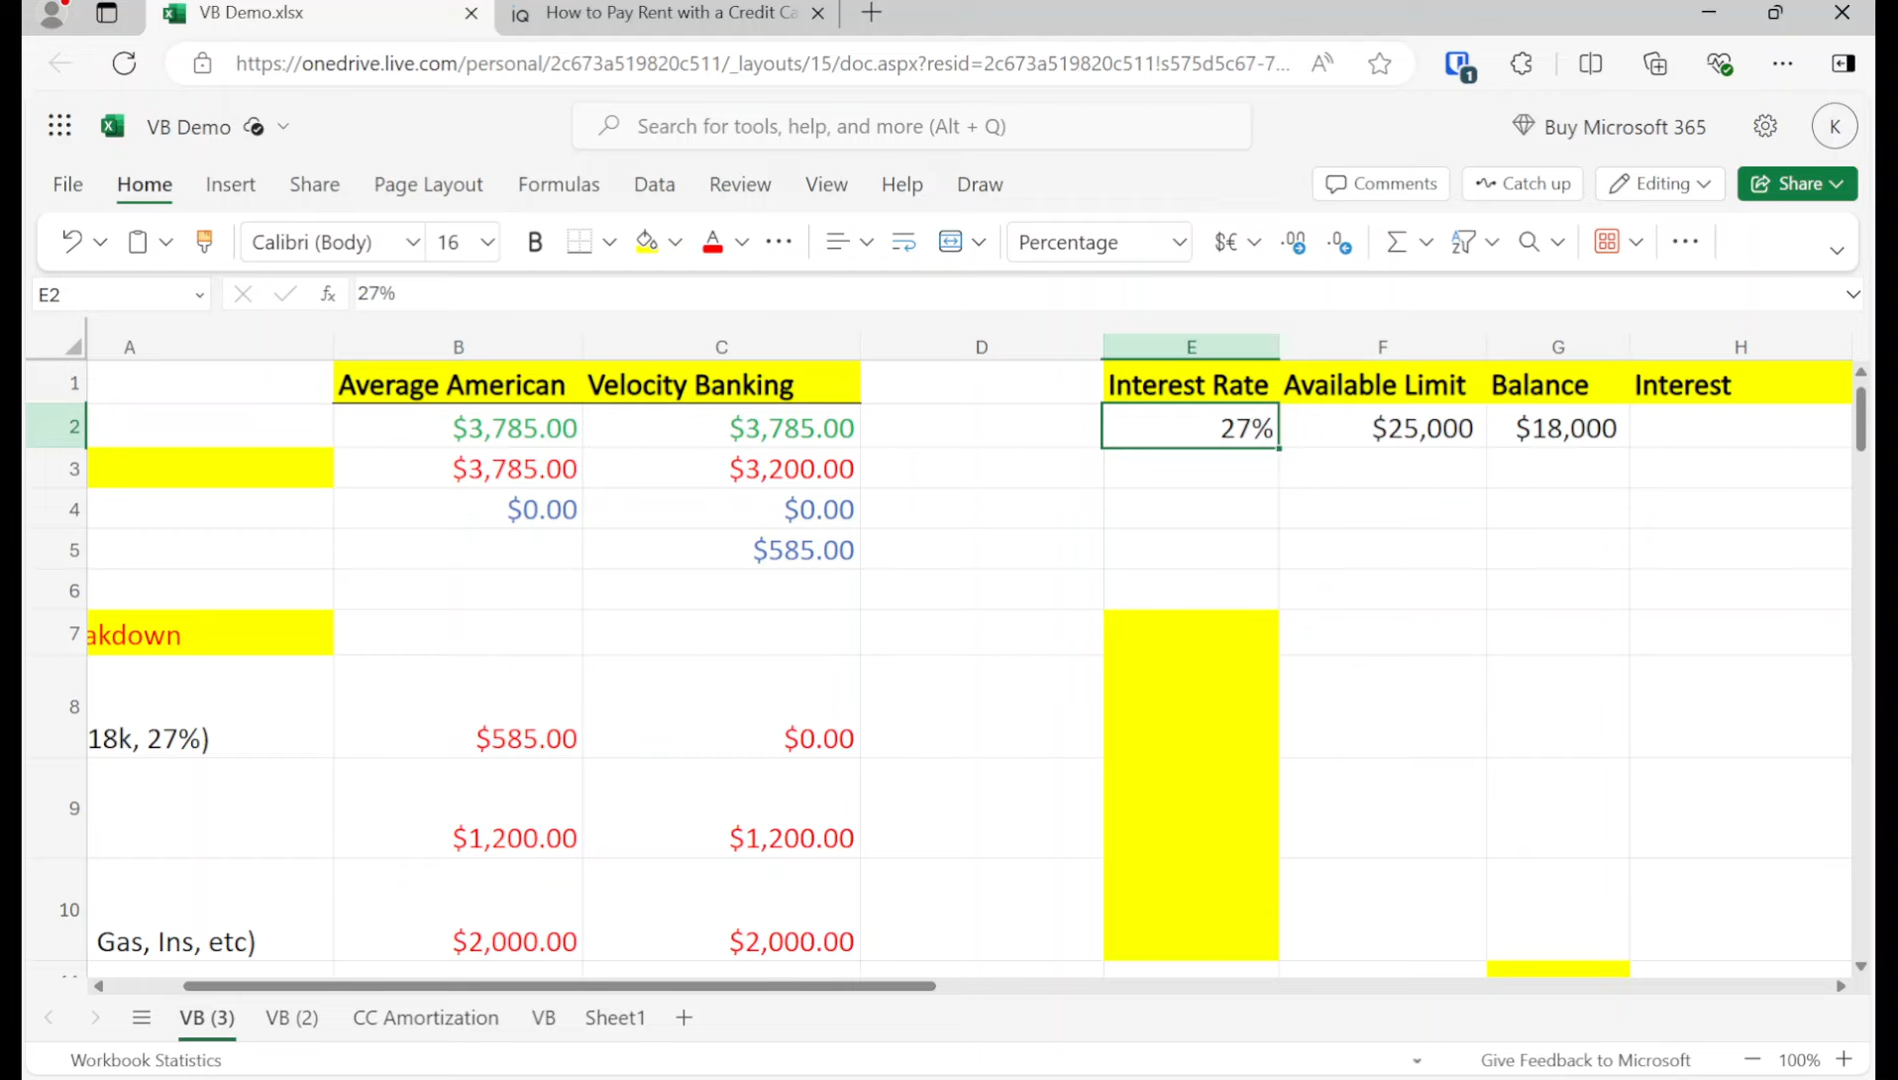 VB Demo.xlsx
How to Pay Rent with a Credit Ca
https://onedrive.live.com/personal/2c673a519820c511/_layouts/15/doc.aspx?resid=2c673a519820c511!s575d5c67-7...
1
VB Demo
Search for tools, help, and more (Alt + Q)
Buy Microsoft 365
K
File Home Insert Share Page Layout Formulas Data Review View Help Draw
Comments Catch up Editing Share
Calibri (Body) 16 B A Percentage $€ .00 .0
E2 fx 27%
A B C D E F G H
1 Average American Velocity Banking Interest Rate Available Limit Balance Interest
2 $3,785.00 $3,785.00 27% $25,000 $18,000
3 $3,785.00 $3,200.00
4 $0.00 $0.00
5 $585.00
6
7 akdown
8 18k, 27%) $585.00 $0.00
9 $1,200.00 $1,200.00
10 Gas, Ins, etc) $2,000.00 $2,000.00
VB (3) VB (2) CC Amortization VB Sheet1
Workbook Statistics Give Feedback to Microsoft 100%